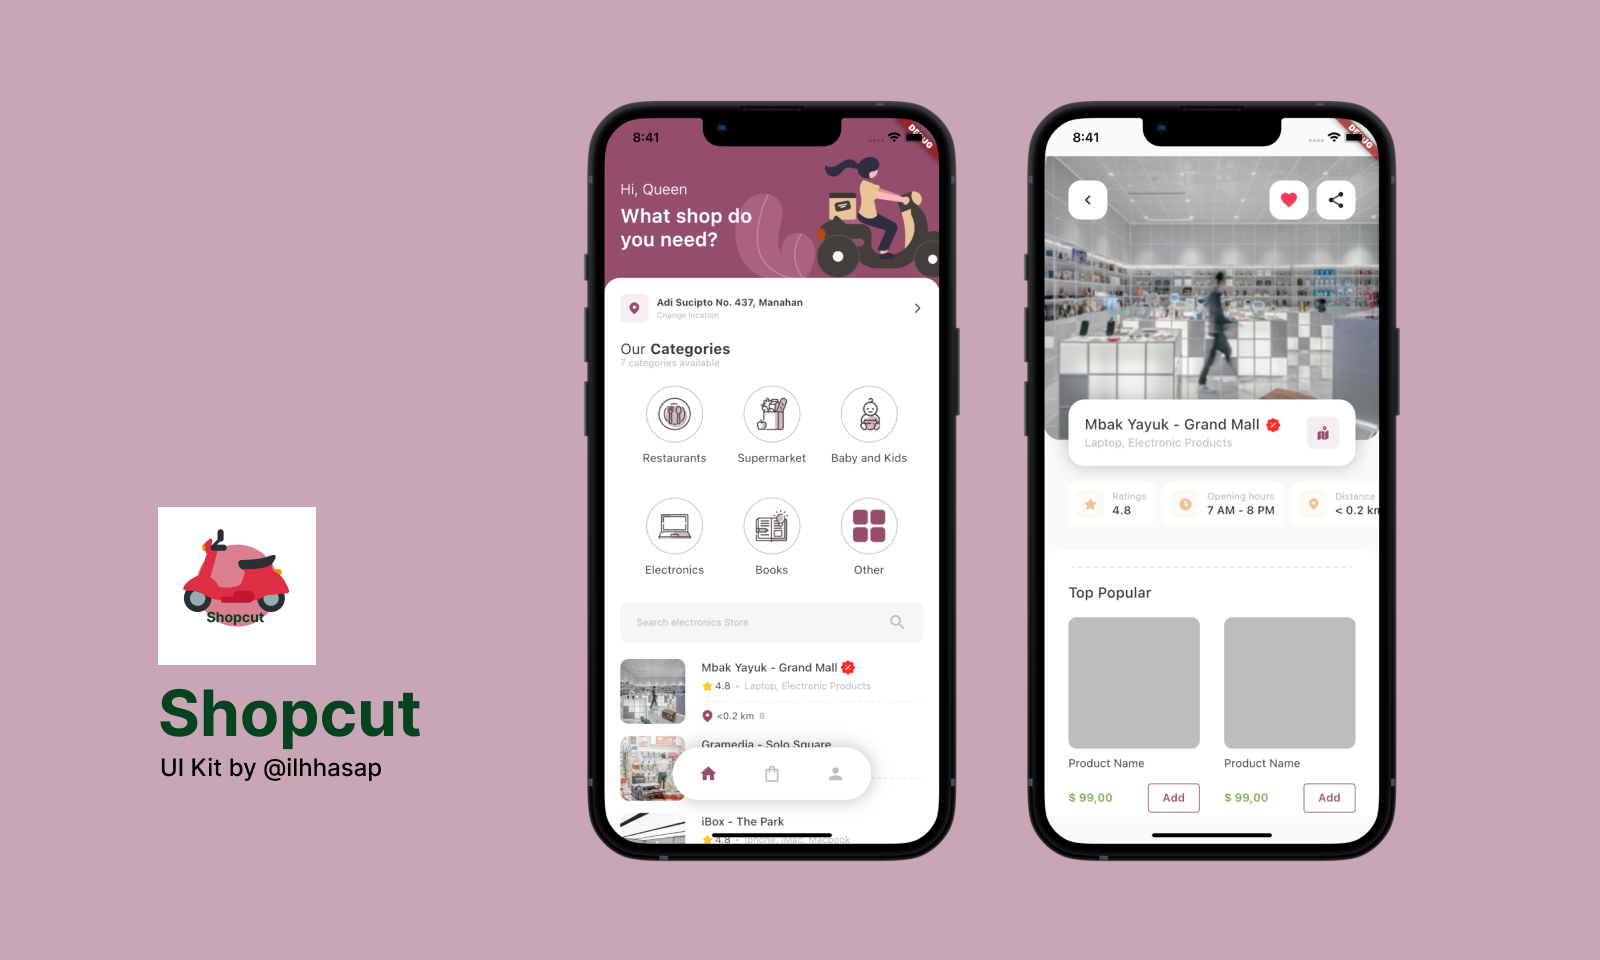 Shopcut
Shopcut
UI Kit by @ilhhasap
8:41
DEBUG
Hi, Queen
What shop do
you need?
Adi Sucipto No. 437, Manahan
Change location
Our Categories
7 categories available
Restaurants
Supermarket
Baby and Kids
Electronics
Books
Other
Search electronics Store
Mbak Yayuk - Grand Mall
4.8 • Laptop, Electronic Products
<0.2 km 8
Gramedia - Solo Square
iBox - The Park
4.8 • Iphone, iMac, Macbook
8:41
DEBUG
Mbak Yayuk - Grand Mall
Laptop, Electronic Products
Ratings
4.8
Opening hours
7 AM - 8 PM
Distance
< 0.2 km
Top Popular
Product Name
$ 99,00
Add
Product Name
$ 99,00
Add